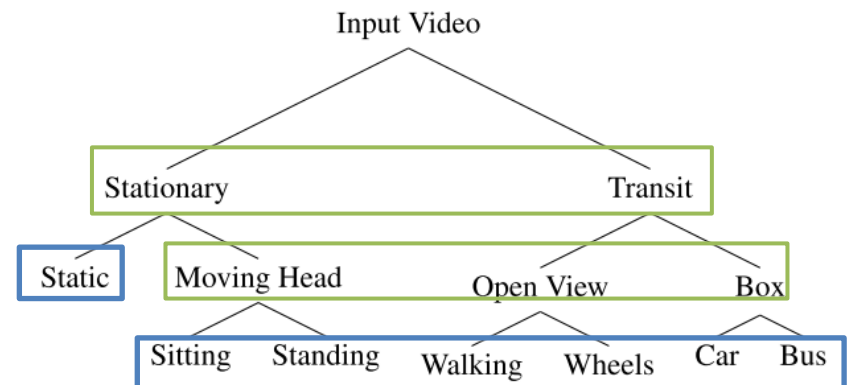 Input Video
Stationary Transit
Static Moving Head Open View Box
Sitting Standing Walking Wheels Car Bus